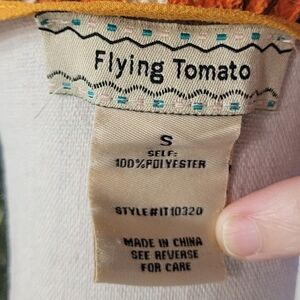 Flying Tomato
S
SELF:
100%POLYESTER
STYLE#IT10320
MADE IN CHINA
SEE REVERSE
FOR CARE